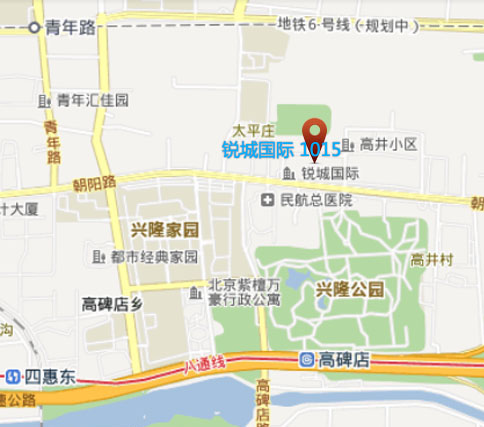 地铁6号线(-规划中)
青年路
青年汇佳园
青年路
太平庄
高井小区
锐城国际 1015
锐城国际
朝阳路
朝
计大厦
民航总医院
兴隆家园
都市经典家园
高井村
北京紫檀万
豪行政公寓
兴隆公园
高碑店乡
沟
八通线
高碑店
四惠东
速公路
高碑店路